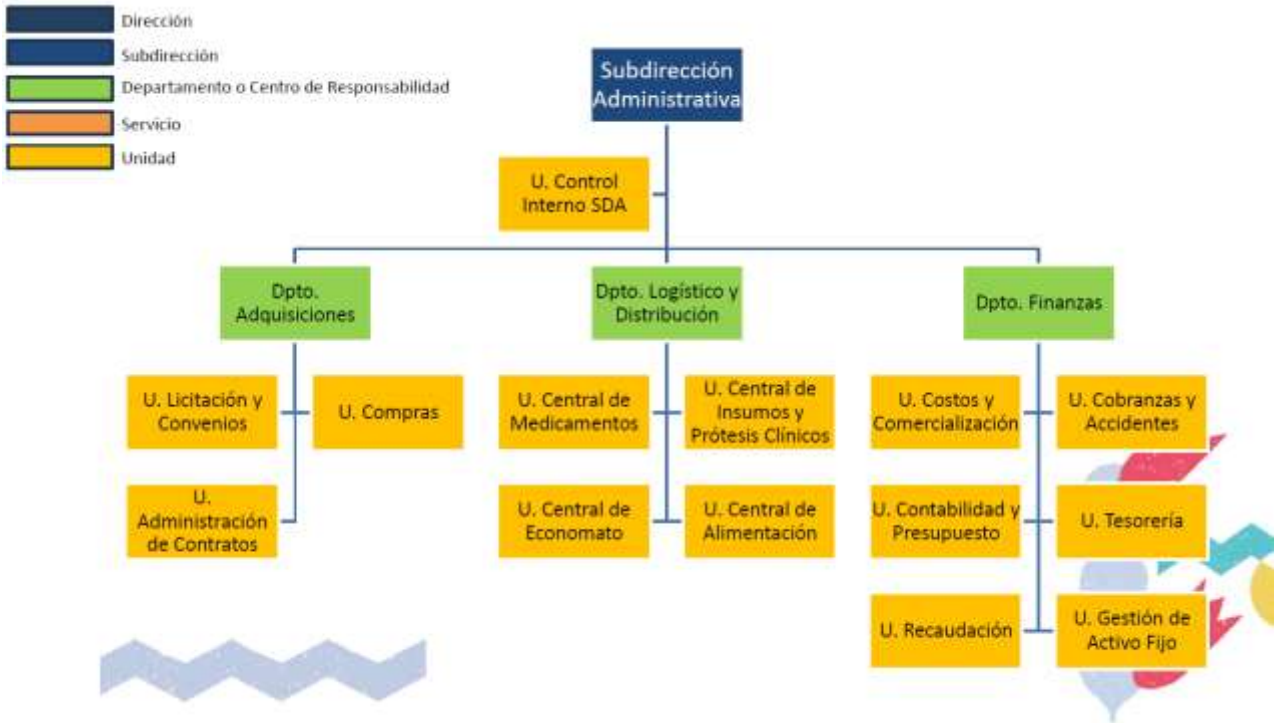 Dirección
Subdirección
Departamento o Centro de Responsabilidad
Servicio
Unidad
Subdirección
Administrativa
U. Control
Interno SDA
Dpto.
Adquisiciones
Dpto. Logístico y
Distribución
Dpto. Finanzas
U. Licitación y
Convenios
U. Compras
U.
Administración
de Contratos
U. Central de
Medicamentos
U. Central de
Insumos y
Prótesis Clínicos
U. Central de
Economato
U. Central de
Alimentación
U. Costos y
Comercialización
U. Cobranzas y
Accidentes
U. Contabilidad y
Presupuesto
U. Tesorería
U. Recaudación
U. Gestión de
Activo Fijo